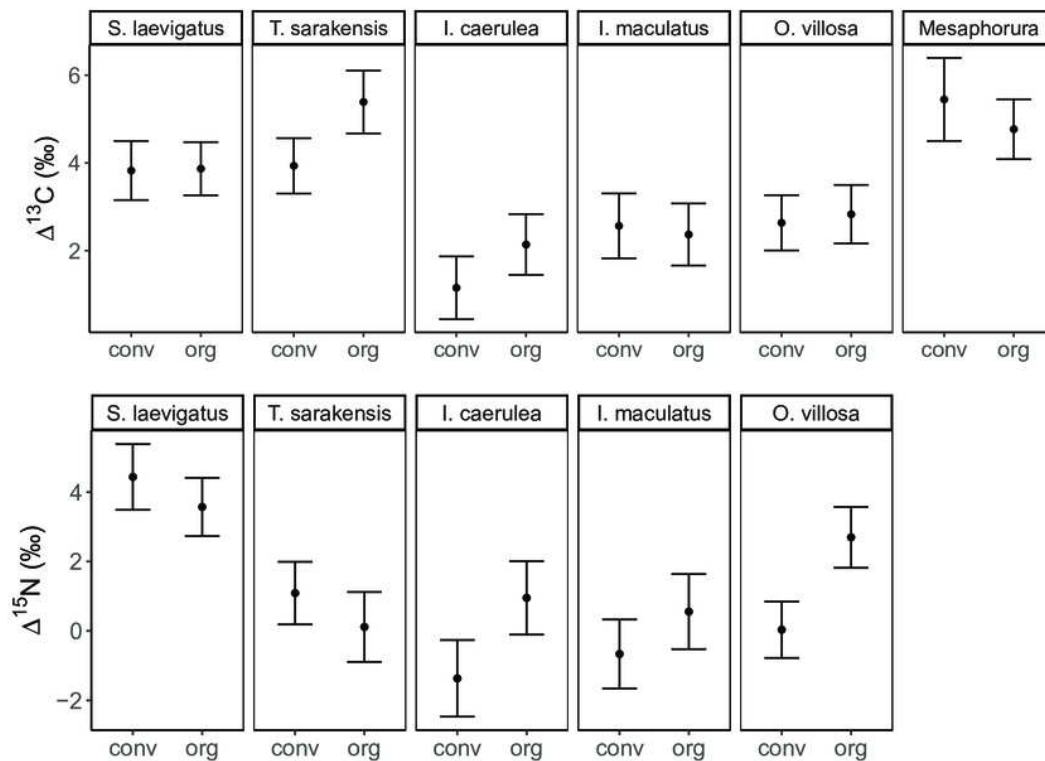 S. laevigatus T. sarakensis I. caerulea I. maculatus O. villosa Mesaphorura
6
4
2
Δ13C (‰)
conv org conv org conv org conv org conv org conv org
S. laevigatus T. sarakensis I. caerulea I. maculatus O. villosa
4
2
0
−2
Δ15N (‰)
conv org conv org conv org conv org conv org